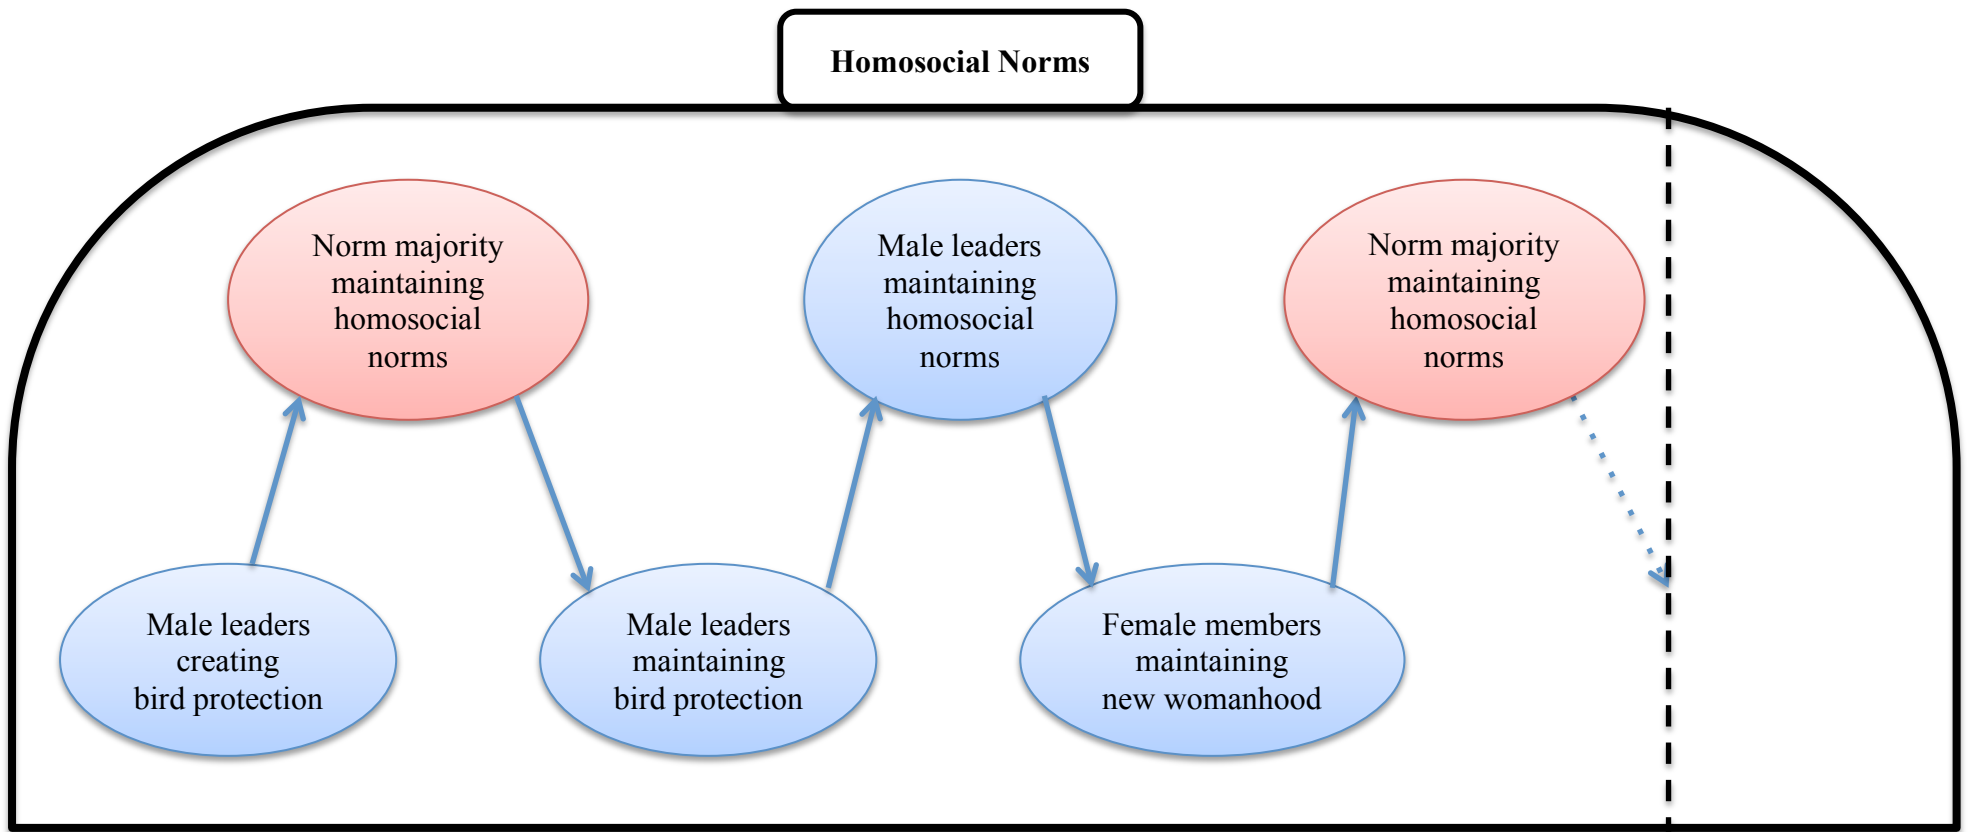 Homosocial Norms
Norm majority
maintaining
homosocial
norms
Male leaders
maintaining
homosocial
norms
Norm majority
maintaining
homosocial
norms
Male leaders
creating
bird protection
Male leaders
maintaining
bird protection
Female members
maintaining
new womanhood